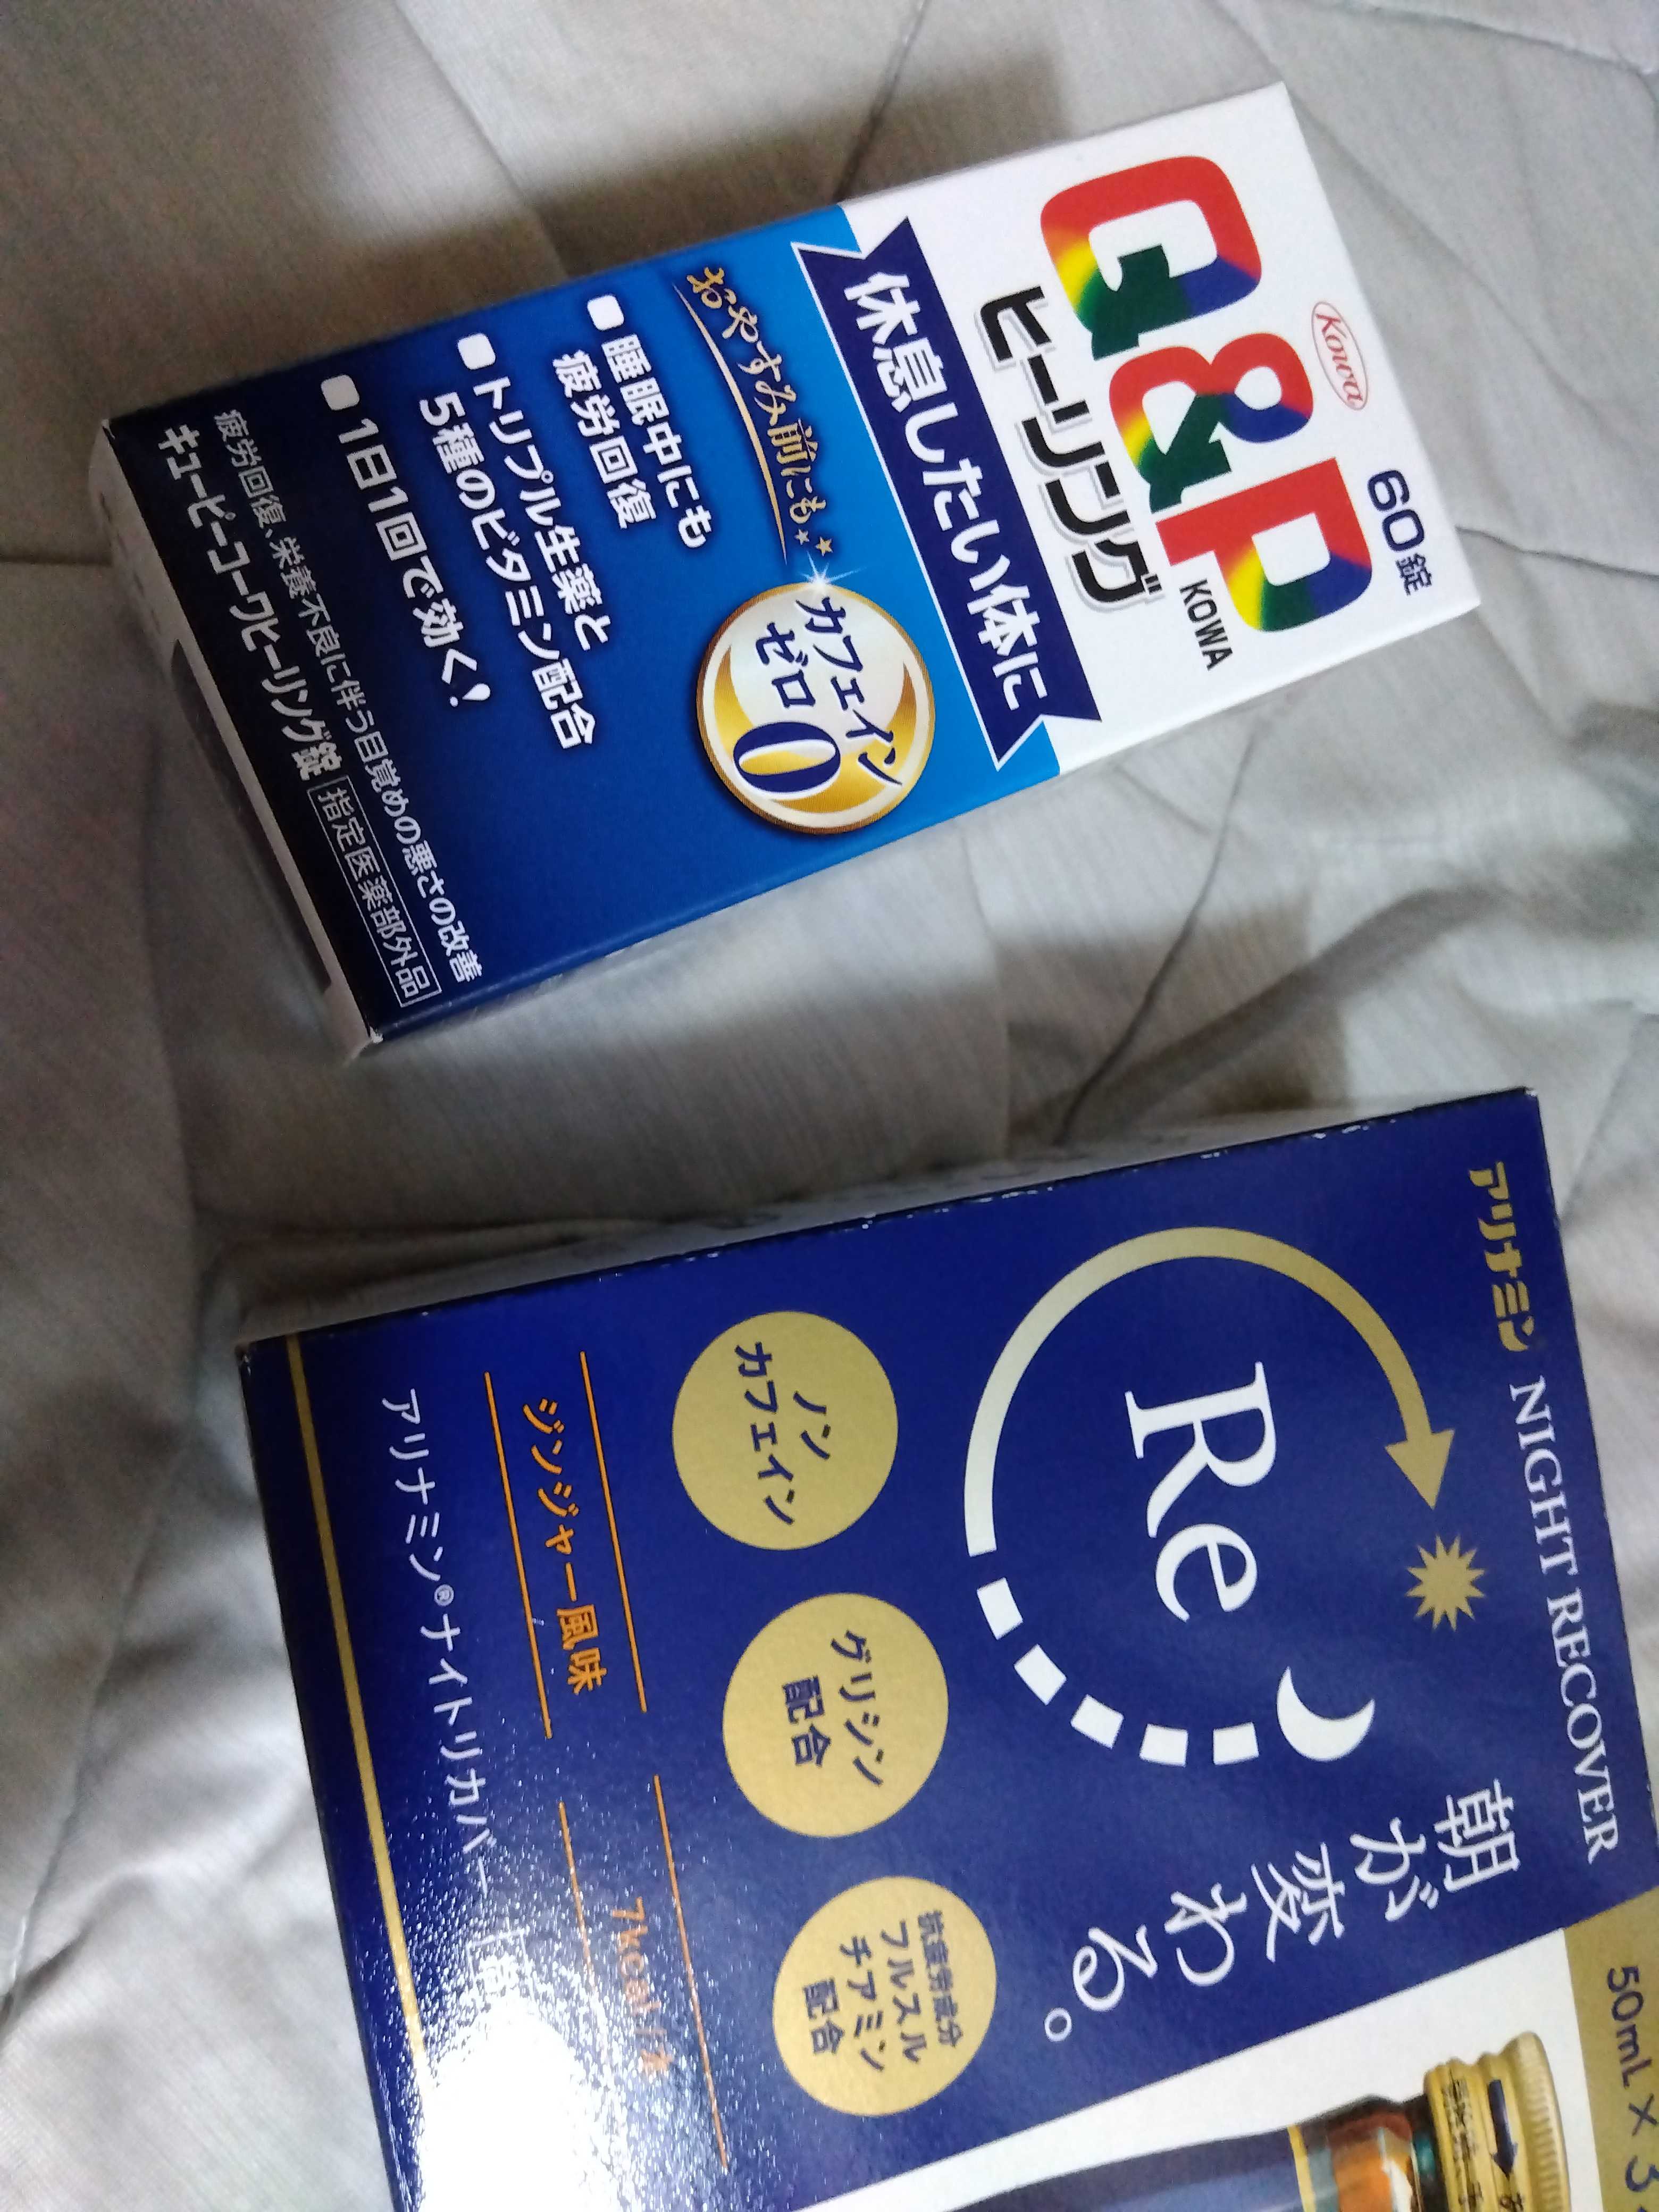 60錠
Kowa
Q&P
KOWA
ヒーリング
休息したい体に
おやすみ前にも
カフェイン
ゼロ
0
睡眠中にも
疲労回復
トリプル生薬と
5種のビタミン配合
1日1回で効く!
疲労回復、栄養不良に伴う目覚めの悪さの改善
キューピーコーワヒーリング錠 指定医薬部外品
アリナミン NIGHT RECOVER
50mL×3
Re
朝が変わる。
ノン
カフェイン
グリシン
配合
抗疲労成分
フルスル
チアミン
配合
ジンジャー風味
7kcal/本
アリナミン®ナイトリカバー